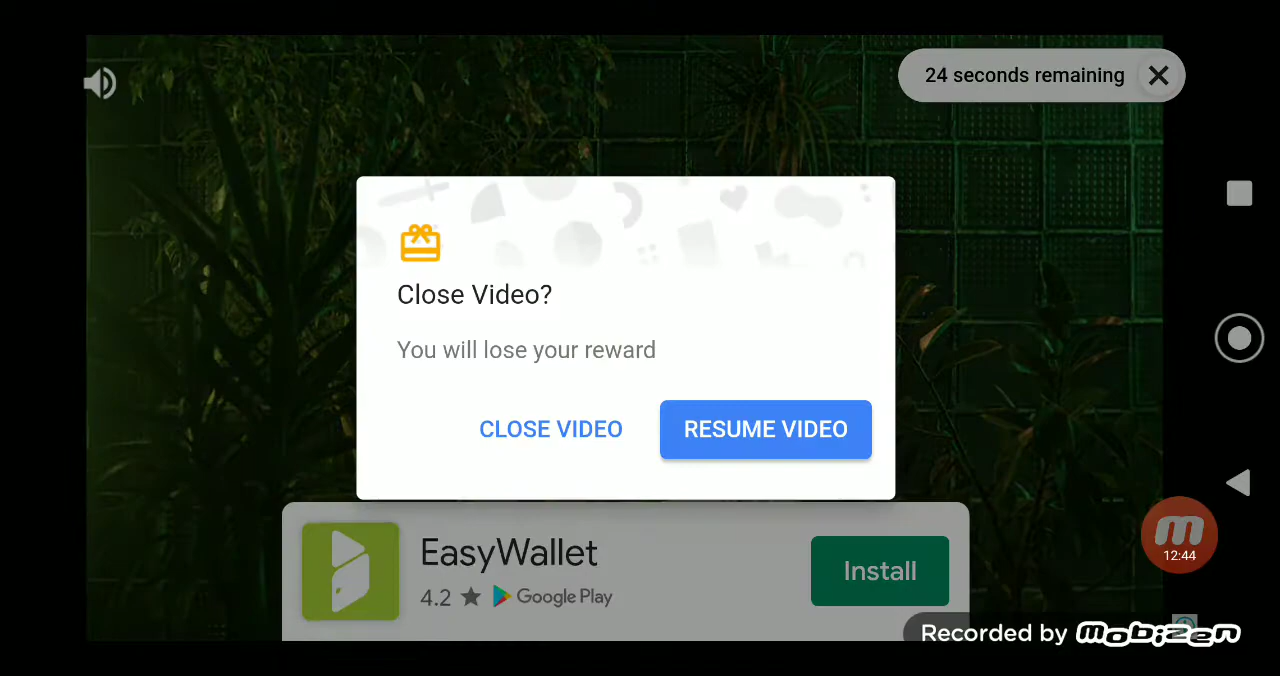 24 seconds remaining
Close Video?
You will lose your reward
CLOSE VIDEO
RESUME VIDEO
EasyWallet
Install
4.2 ★ Google Play
12:44
Recorded by mobizen